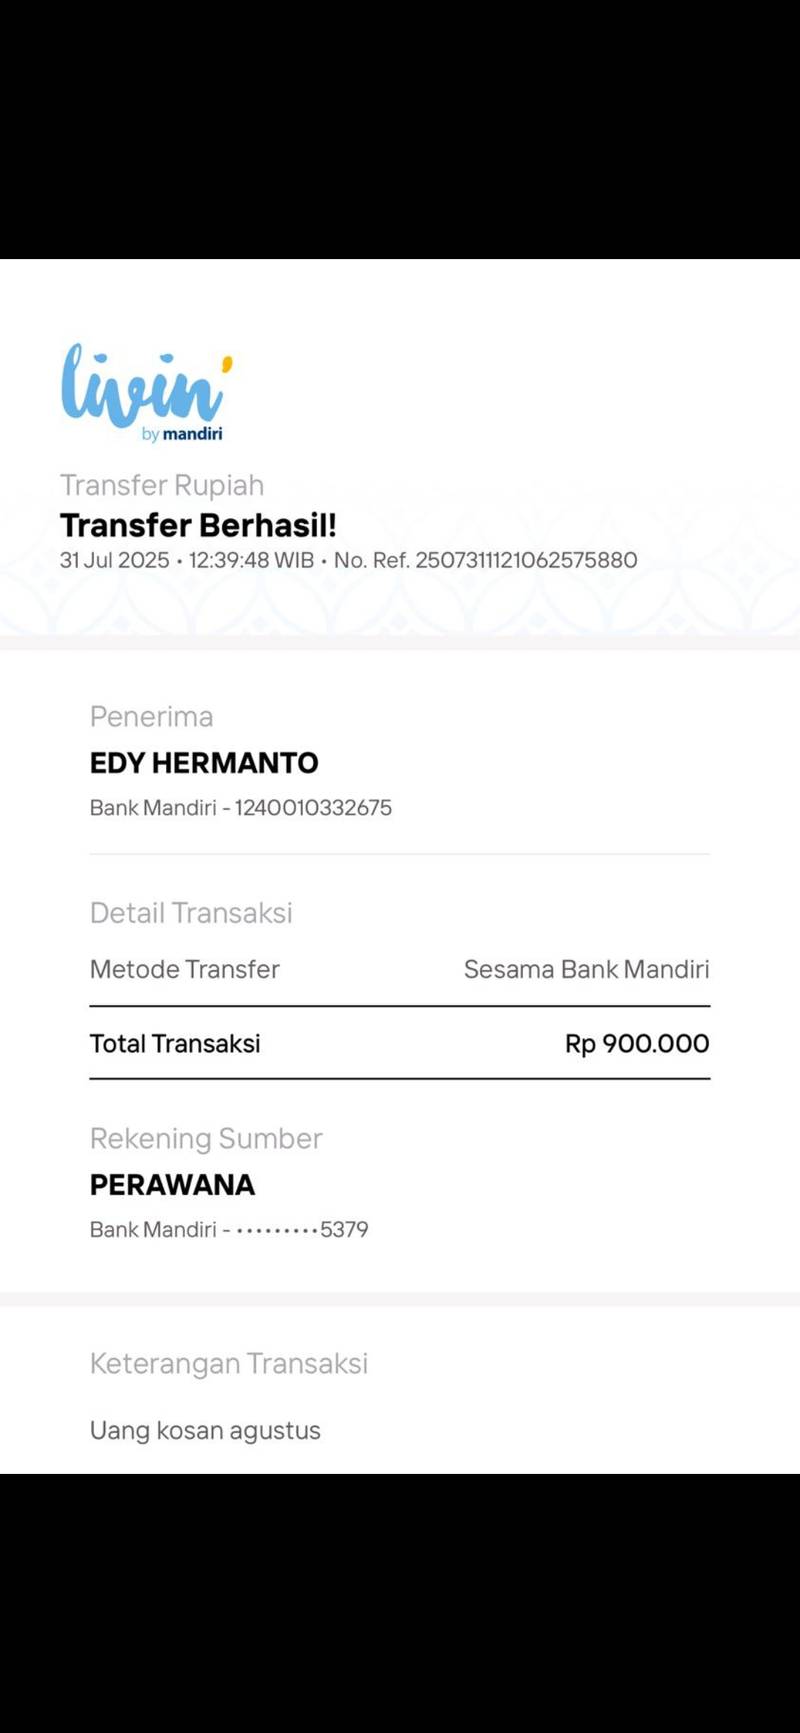 livin'
by mandiri
Transfer Rupiah
Transfer Berhasil!
31 Jul 2025 • 12:39:48 WIB • No. Ref. 2507311121062575880
Penerima
EDY HERMANTO
Bank Mandiri - 1240010332675
Detail Transaksi
Metode Transfer Sesama Bank Mandiri
Total Transaksi Rp 900.000
Rekening Sumber
PERAWANA
Bank Mandiri - •••••••••5379
Keterangan Transaksi
Uang kosan agustus